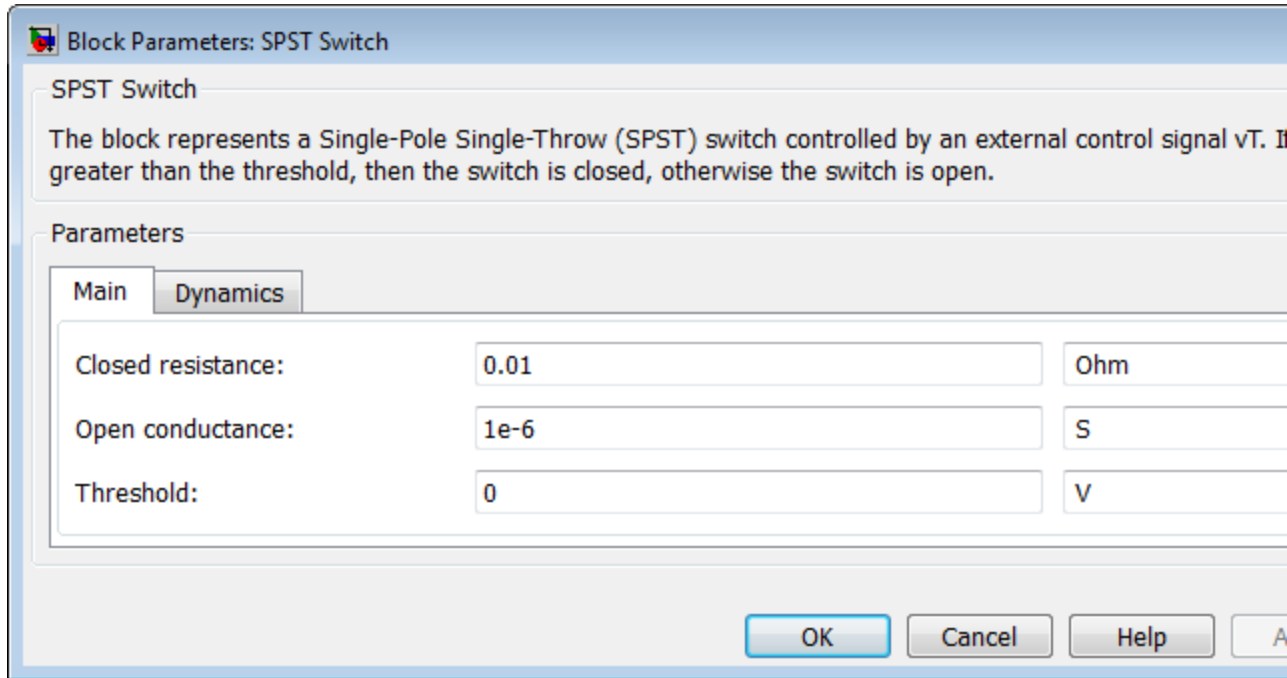 Block Parameters: SPST Switch
SPST Switch
The block represents a Single-Pole Single-Throw (SPST) switch controlled by an external control signal vT. If
greater than the threshold, then the switch is closed, otherwise the switch is open.
Parameters
Main Dynamics
Closed resistance: 0.01 Ohm
Open conductance: 1e-6 S
Threshold: 0 V
OK Cancel Help